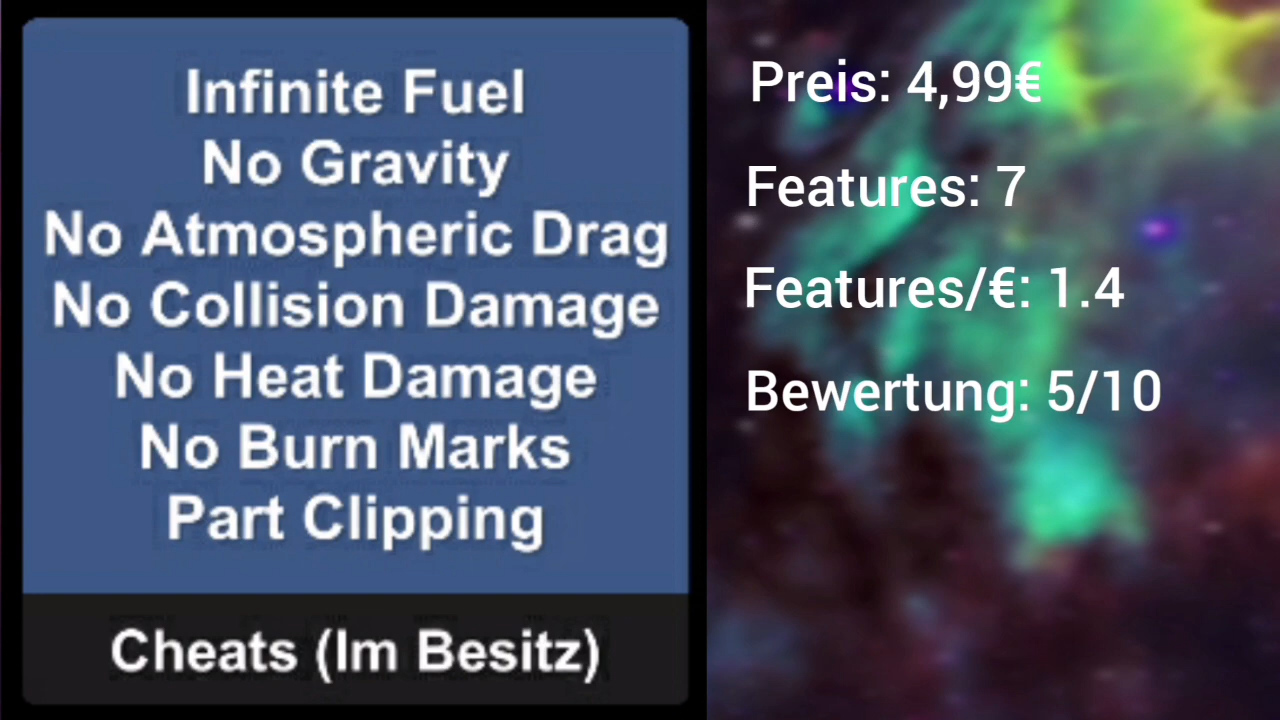 Infinite Fuel
No Gravity
No Atmospheric Drag
No Collision Damage
No Heat Damage
No Burn Marks
Part Clipping
Cheats (Im Besitz)
Preis: 4,99€
Features: 7
Features/€: 1.4
Bewertung: 5/10